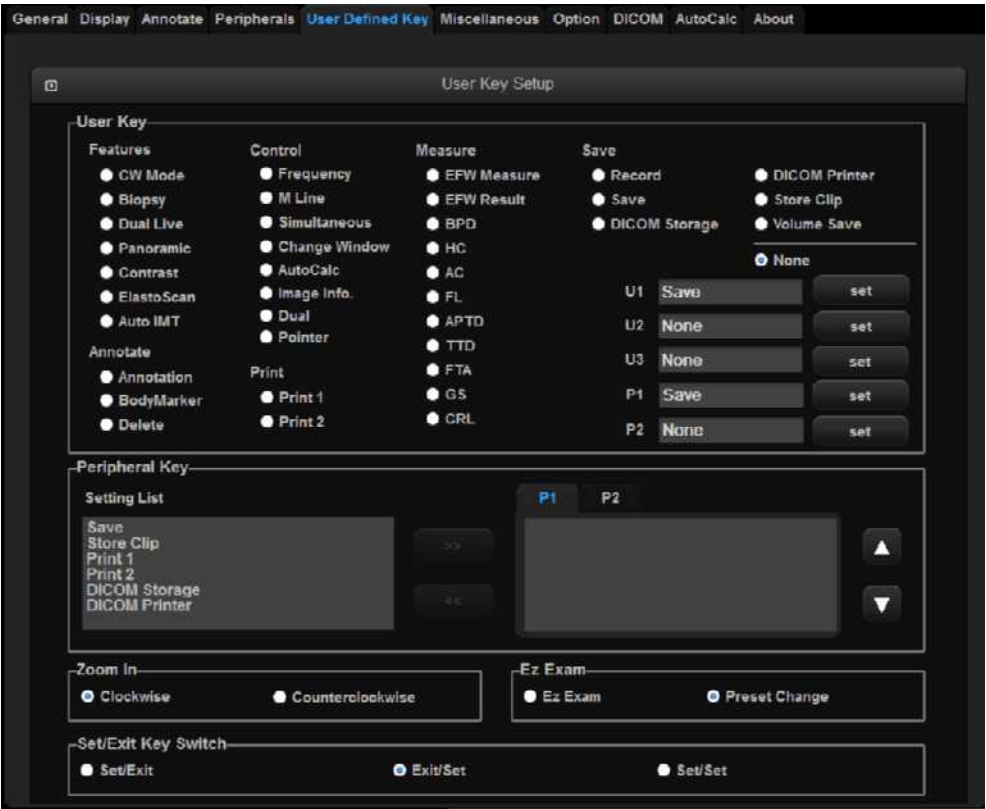 General Display Annotate Peripherals User Defined Key Miscellaneous Option DICOM AutoCalc About
User Key Setup
User Key
Features
CW Mode
Biopsy
Dual Live
Panoramic
Contrast
ElastoScan
Auto IMT
Annotate
Annotation
BodyMarker
Delete
Control
Frequency
M Line
Simultaneous
Change Window
AutoCalc
Image Info.
Dual
Pointer
Print
Print 1
Print 2
Measure
EFW Measure
EFW Result
BPD
HC
AC
FL
APTD
TTD
FTA
GS
CRL
Save
Record
Save
DICOM Storage
DICOM Printer
Store Clip
Volume Save
None
U1 Save set
U2 None set
U3 None set
P1 Save set
P2 None set
Peripheral Key
Setting List
Save
Store Clip
Print 1
Print 2
DICOM Storage
DICOM Printer
>>
<<
P1 P2
Zoom In
Clockwise Counterclockwise
Ez Exam
Ez Exam Preset Change
Set/Exit Key Switch
Set/Exit Exit/Set Set/Set